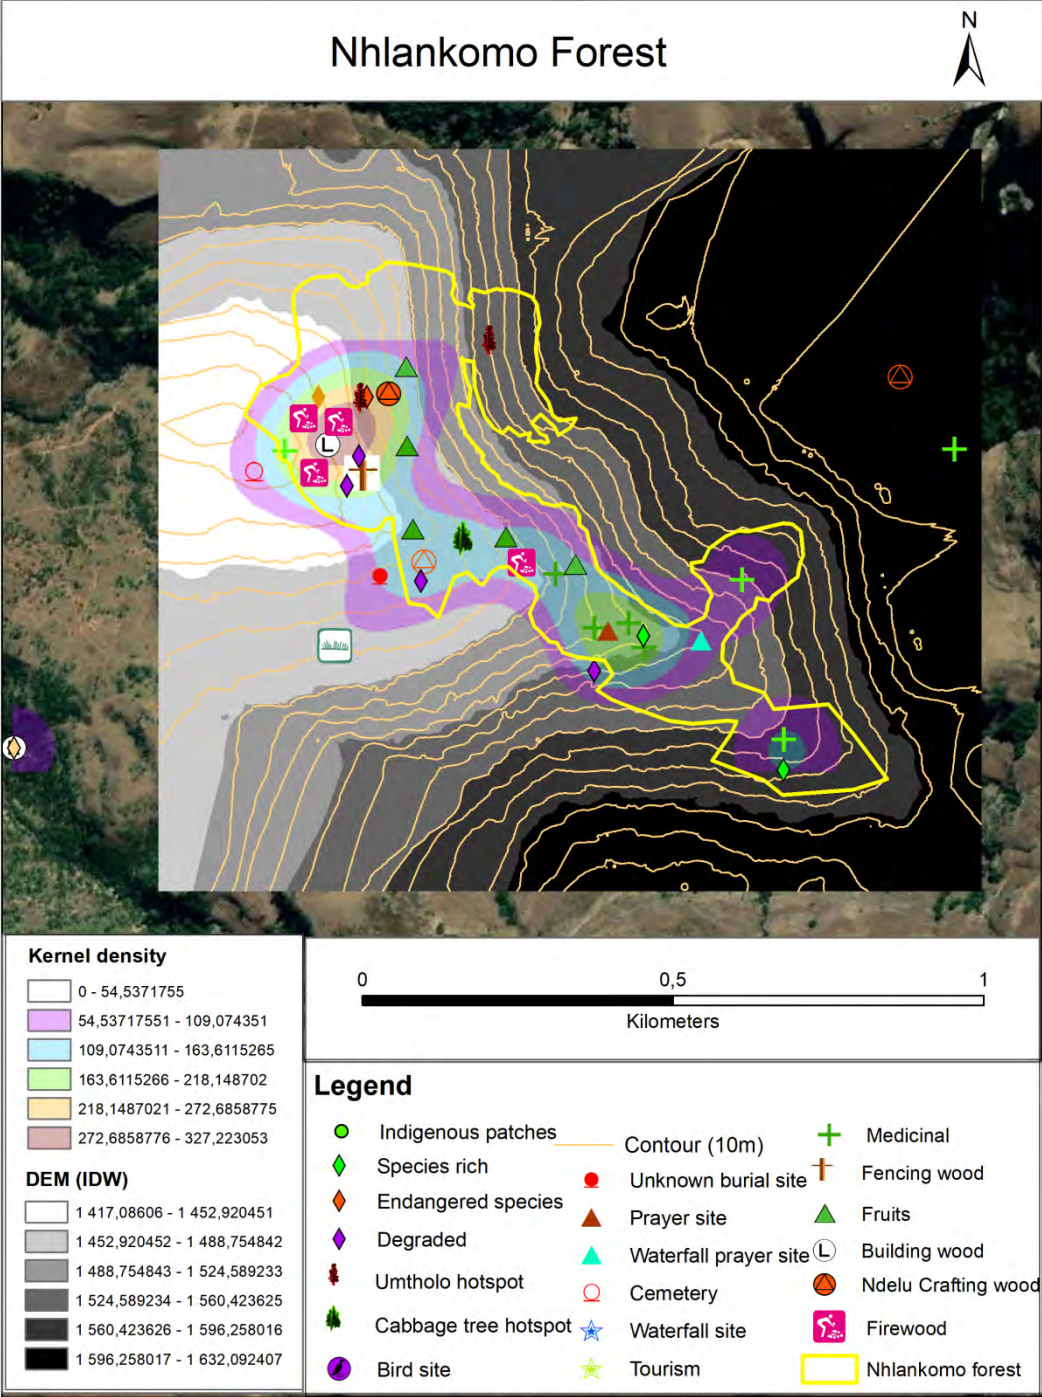 Nhlankomo Forest
N
L
Kernel density
0 - 54,5371755
54,53717551 - 109,074351
109,0743511 - 163,6115265
163,6115266 - 218,148702
218,1487021 - 272,6858775
272,6858776 - 327,223053
DEM (IDW)
1 417,08606 - 1 452,920451
1 452,920452 - 1 488,754842
1 488,754843 - 1 524,589233
1 524,589234 - 1 560,423625
1 560,423626 - 1 596,258016
1 596,258017 - 1 632,092407
0 0,5 1
Kilometers
Legend
Indigenous patches
Species rich
Endangered species
Degraded
Umtholo hotspot
Cabbage tree hotspot
Bird site
Contour (10m)
Unknown burial site
Prayer site
Waterfall prayer site
Cemetery
Waterfall site
Tourism
Medicinal
Fencing wood
Fruits
L Building wood
Ndelu Crafting wood
Firewood
Nhlankomo forest